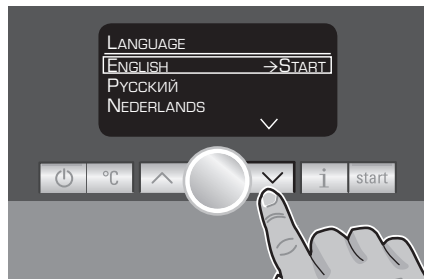 LANGUAGE
ENGLISH →START
РУССКИЙ
NEDERLANDS
°C i start